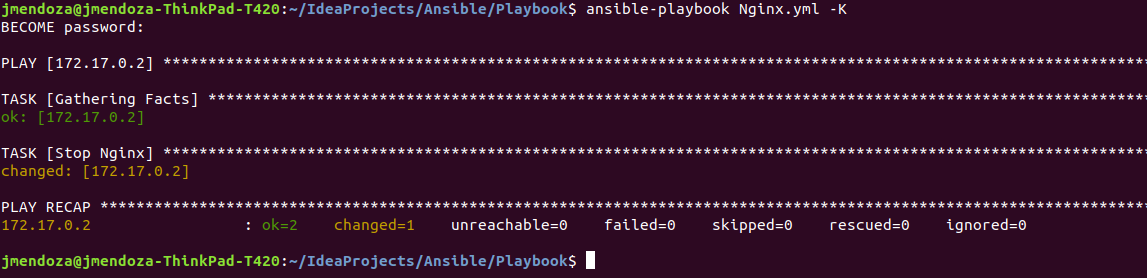 jmendoza@jmendoza-ThinkPad-T420:~/IdeaProjects/Ansible/Playbook$ ansible-playbook Nginx.yml -K
BECOME password:
PLAY [172.17.0.2] ****************************************************************************************************************
TASK [Gathering Facts] ***********************************************************************************************************
ok: [172.17.0.2]
TASK [Stop Nginx] ****************************************************************************************************************
changed: [172.17.0.2]
PLAY RECAP ***********************************************************************************************************************
172.17.0.2                 : ok=2    changed=1    unreachable=0    failed=0    skipped=0    rescued=0    ignored=0
jmendoza@jmendoza-ThinkPad-T420:~/IdeaProjects/Ansible/Playbook$